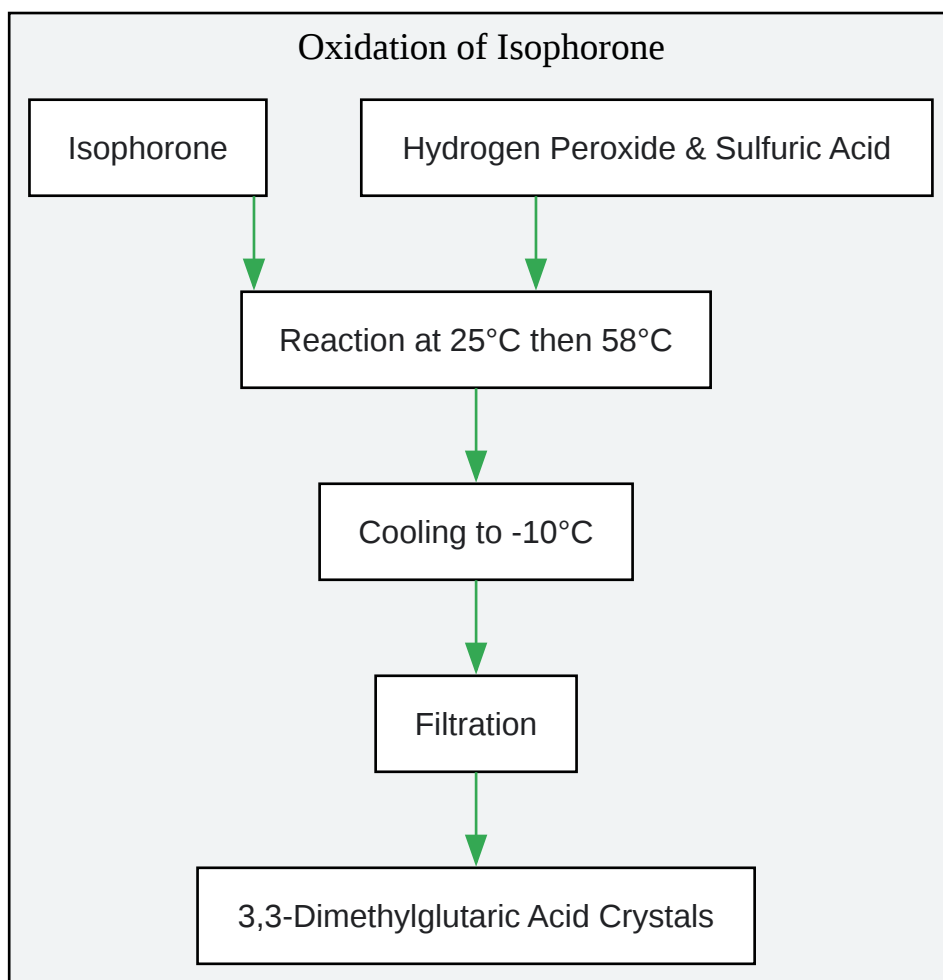 Oxidation of Isophorone
Isophorone
Hydrogen Peroxide & Sulfuric Acid
Reaction at 25°C then 58°C
Cooling to -10°C
Filtration
3,3-Dimethylglutaric Acid Crystals